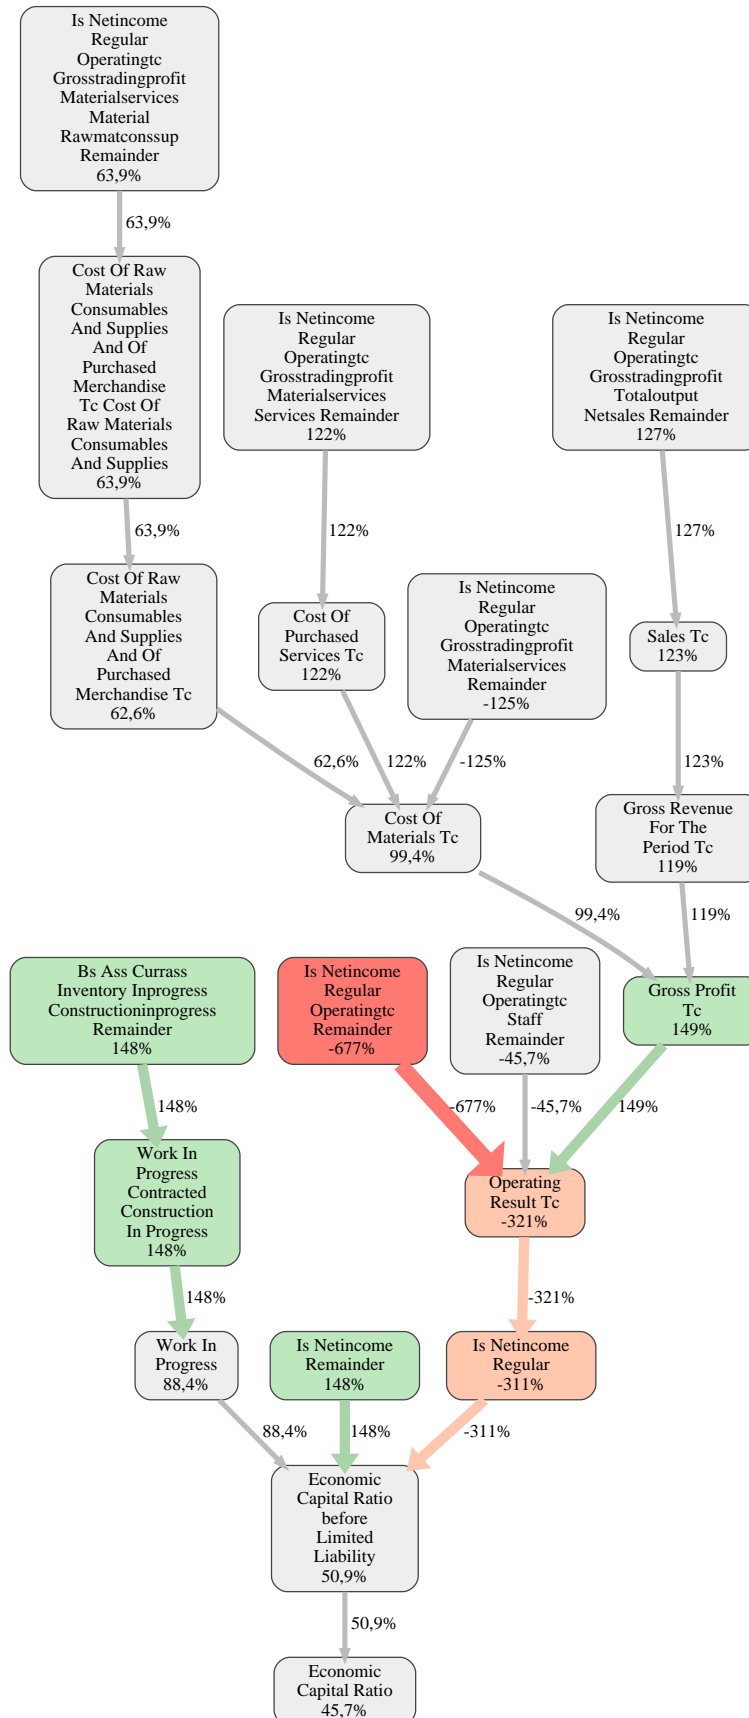 Is Netincome
Regular
Operatingtc
Grosstradingprofit
Materialservices
Material
Rawmatconssup
Remainder
63,9%
63,9%
Cost Of Raw
Materials
Consumables
And Supplies
And Of
Purchased
Merchandise
Tc Cost Of
Raw Materials
Consumables
And Supplies
63,9%
Is Netincome
Regular
Operatingtc
Grosstradingprofit
Materialservices
Services Remainder
122%
Is Netincome
Regular
Operatingtc
Grosstradingprofit
Totaloutput
Netsales Remainder
127%
63,9%
122%
127%
Cost Of Raw
Materials
Consumables
And Supplies
And Of
Purchased
Merchandise Tc
62,6%
Cost Of
Purchased
Services Tc
122%
Is Netincome
Regular
Operatingtc
Grosstradingprofit
Materialservices
Remainder
-125%
Sales Tc
123%
62,6%
122%
-125%
123%
Cost Of
Materials Tc
99,4%
Gross Revenue
For The
Period Tc
119%
99,4%
119%
Bs Ass Currass
Inventory Inprogress
Constructioninprogress
Remainder
148%
Is Netincome
Regular
Operatingtc
Remainder
-677%
Is Netincome
Regular
Operatingtc
Staff
Remainder
-45,7%
Gross Profit
Tc
149%
148%
-677%
-45,7%
149%
Work In
Progress
Contracted
Construction
In Progress
148%
Operating
Result Tc
-321%
148%
-321%
Work In
Progress
88,4%
Is Netincome
Remainder
148%
Is Netincome
Regular
-311%
88,4%
148%
-311%
Economic
Capital Ratio
before
Limited
Liability
50,9%
50,9%
Economic
Capital Ratio
45,7%